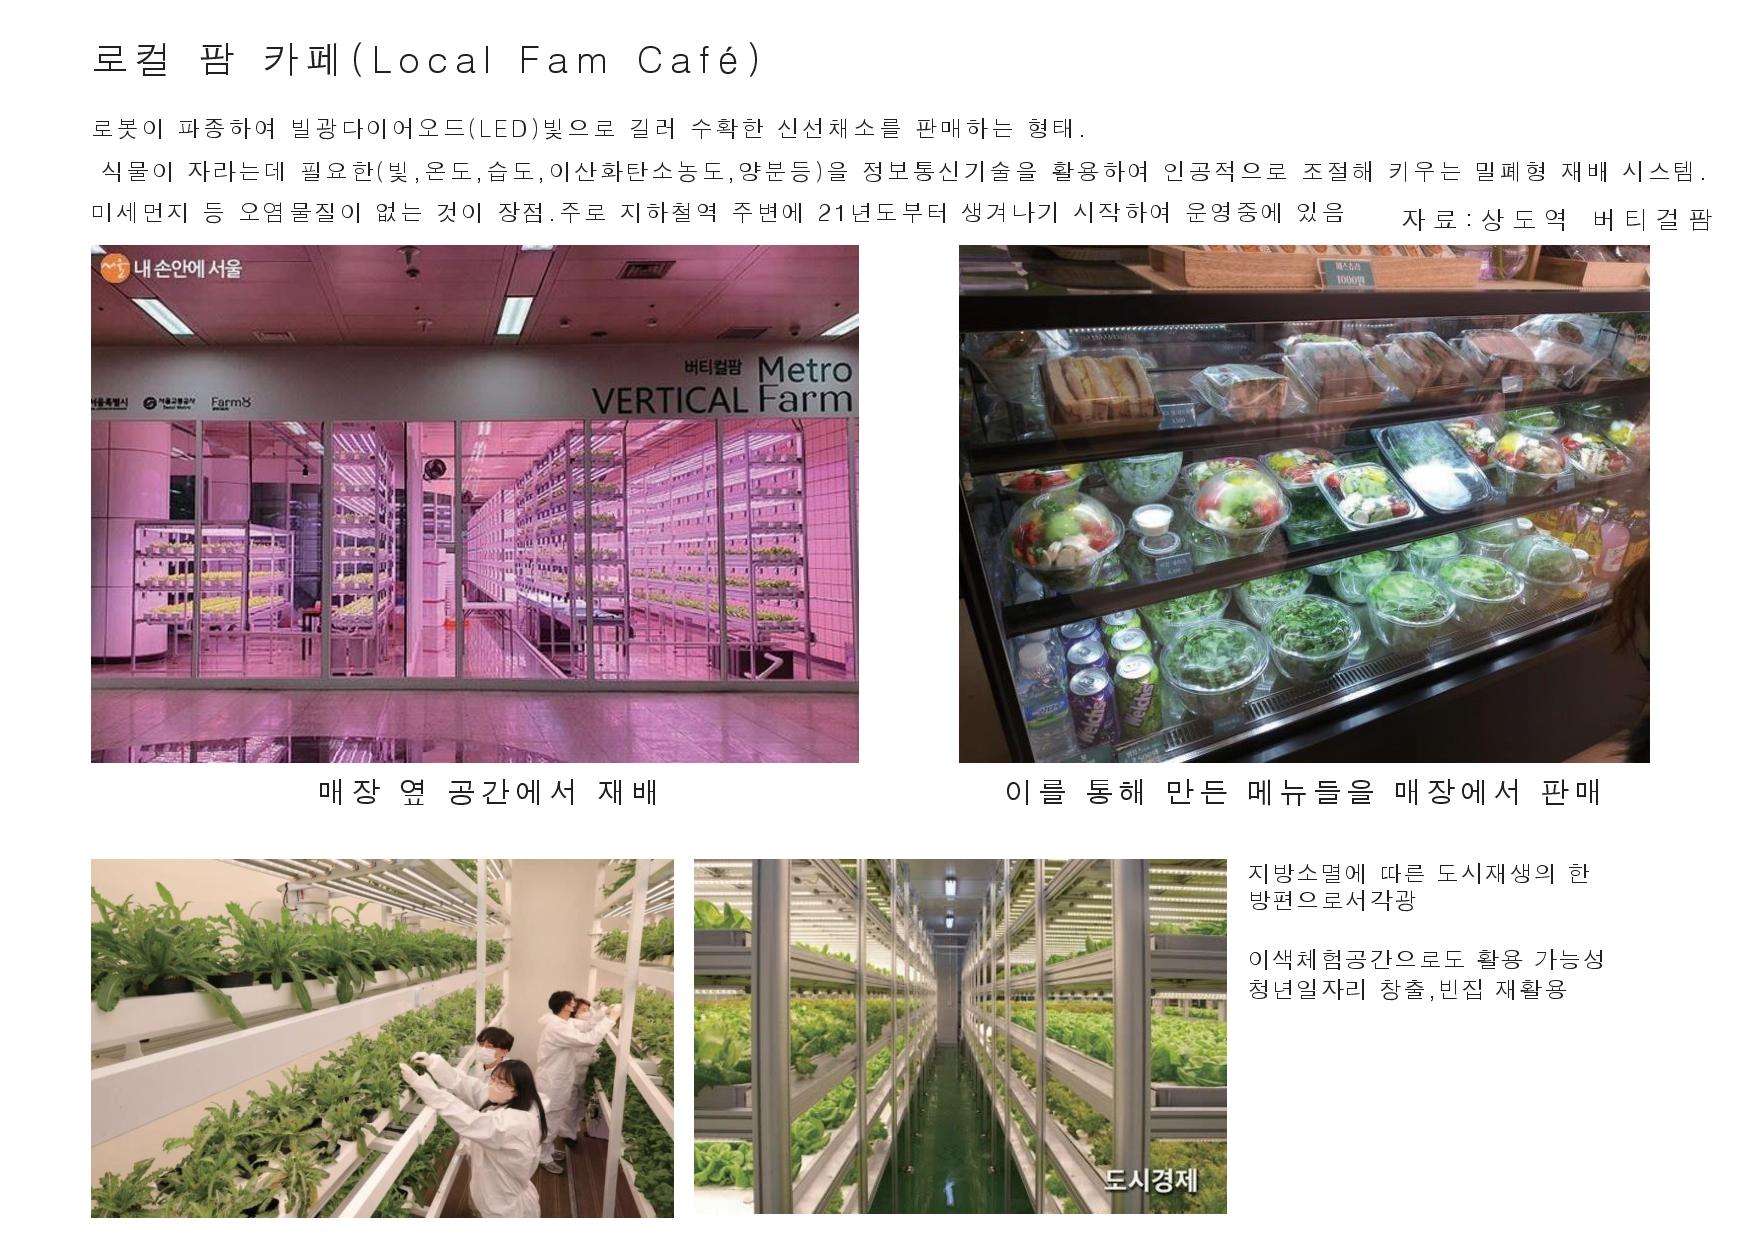 로컬 팜 카페(Local Fam Café)
로봇이 파종하여 빌광다이어오드(LED)빛으로 길러 수확한 신선채소를 판매하는 형태.
식물이 자라는데 필요한(빛,온도,습도,이산화탄소농도,양분등)을 정보통신기술을 활용하여 인공적으로 조절해 키우는 밀폐형 재배 시스템.
미세먼지 등 오염물질이 없는 것이 장점.주로 지하철역 주변에 21년도부터 생겨나기 시작하여 운영중에 있음
자료:상도역 버티걸팜
서울 내 손안에 서울
버티컬팜 Metro
VERTICAL Farm
서울특별시 서울교통공사 Farm8
Seoul Metro
1000원
Welch's
Welch's
매장 옆 공간에서 재배
이를 통해 만든 메뉴들을 매장에서 판매
지방소멸에 따른 도시재생의 한
방편으로서각광
이색체험공간으로도 활용 가능성
청년일자리 창출,빈집 재활용
도시경제